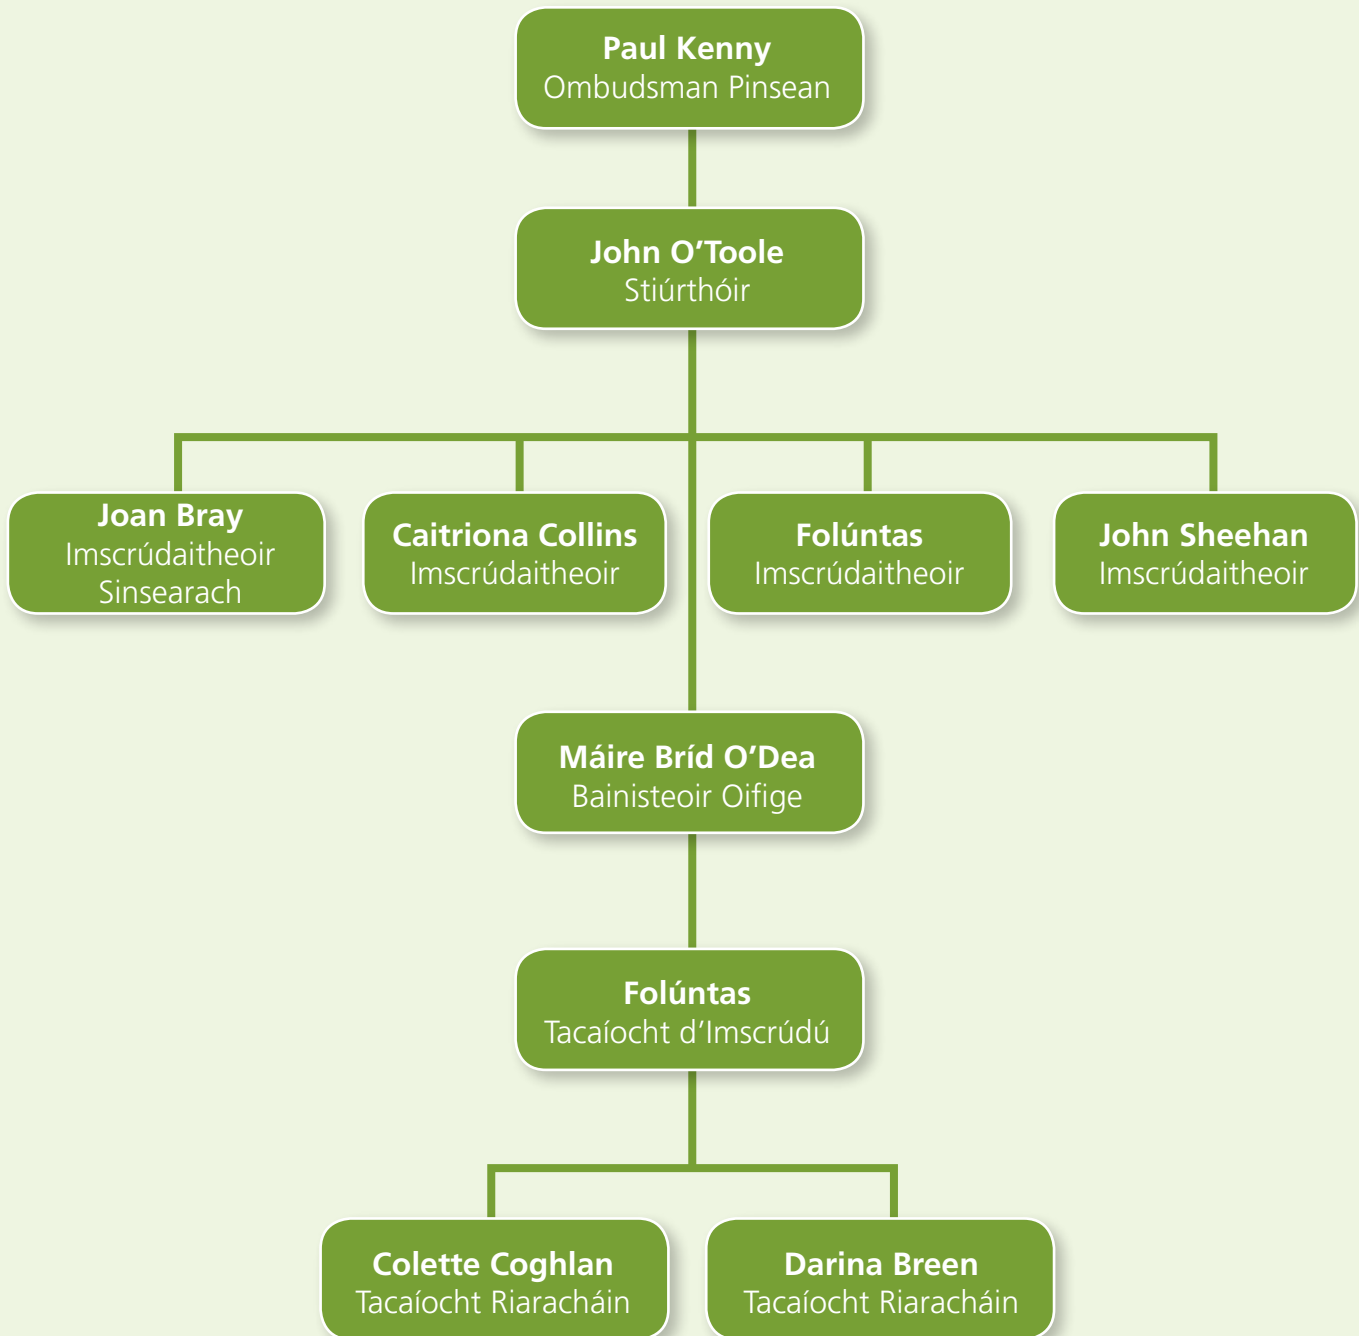 Paul Kenny
Ombudsman Pinsean
John O’Toole
Stiúrthóir
Joan Bray
Imscrúdaitheoir
Sinsearach
Caitriona Collins
Imscrúdaitheoir
Folúntas
Imscrúdaitheoir
John Sheehan
Imscrúdaitheoir
Máire Bríd O’Dea
Bainisteoir Oifige
Folúntas
Tacaíocht d’Imscrúdú
Colette Coghlan
Tacaíocht Riaracháin
Darina Breen
Tacaíocht Riaracháin